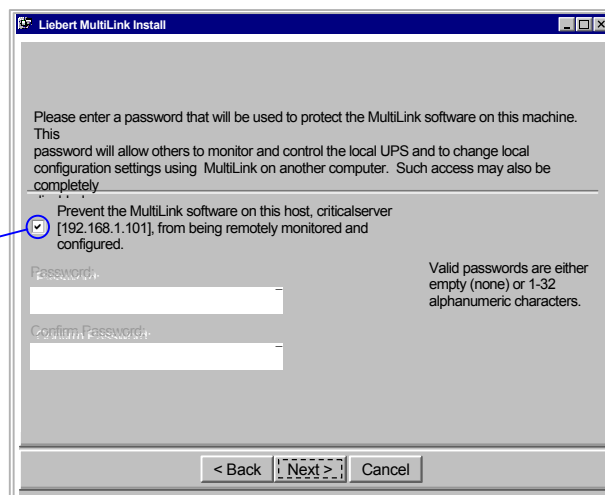 Liebert MultiLink Install
Please enter a password that will be used to protect the MultiLink software on this machine.
This
password will allow others to monitor and control the local UPS and to change local
configuration settings using MultiLink on another computer. Such access may also be
completely
Prevent the MultiLink software on this host, criticalserver
[192.168.1.101], from being remotely monitored and
configured.
Password:
Valid passwords are either
empty (none) or 1-32
alphanumeric characters.
Confirm Password:
< Back
Next >
Cancel